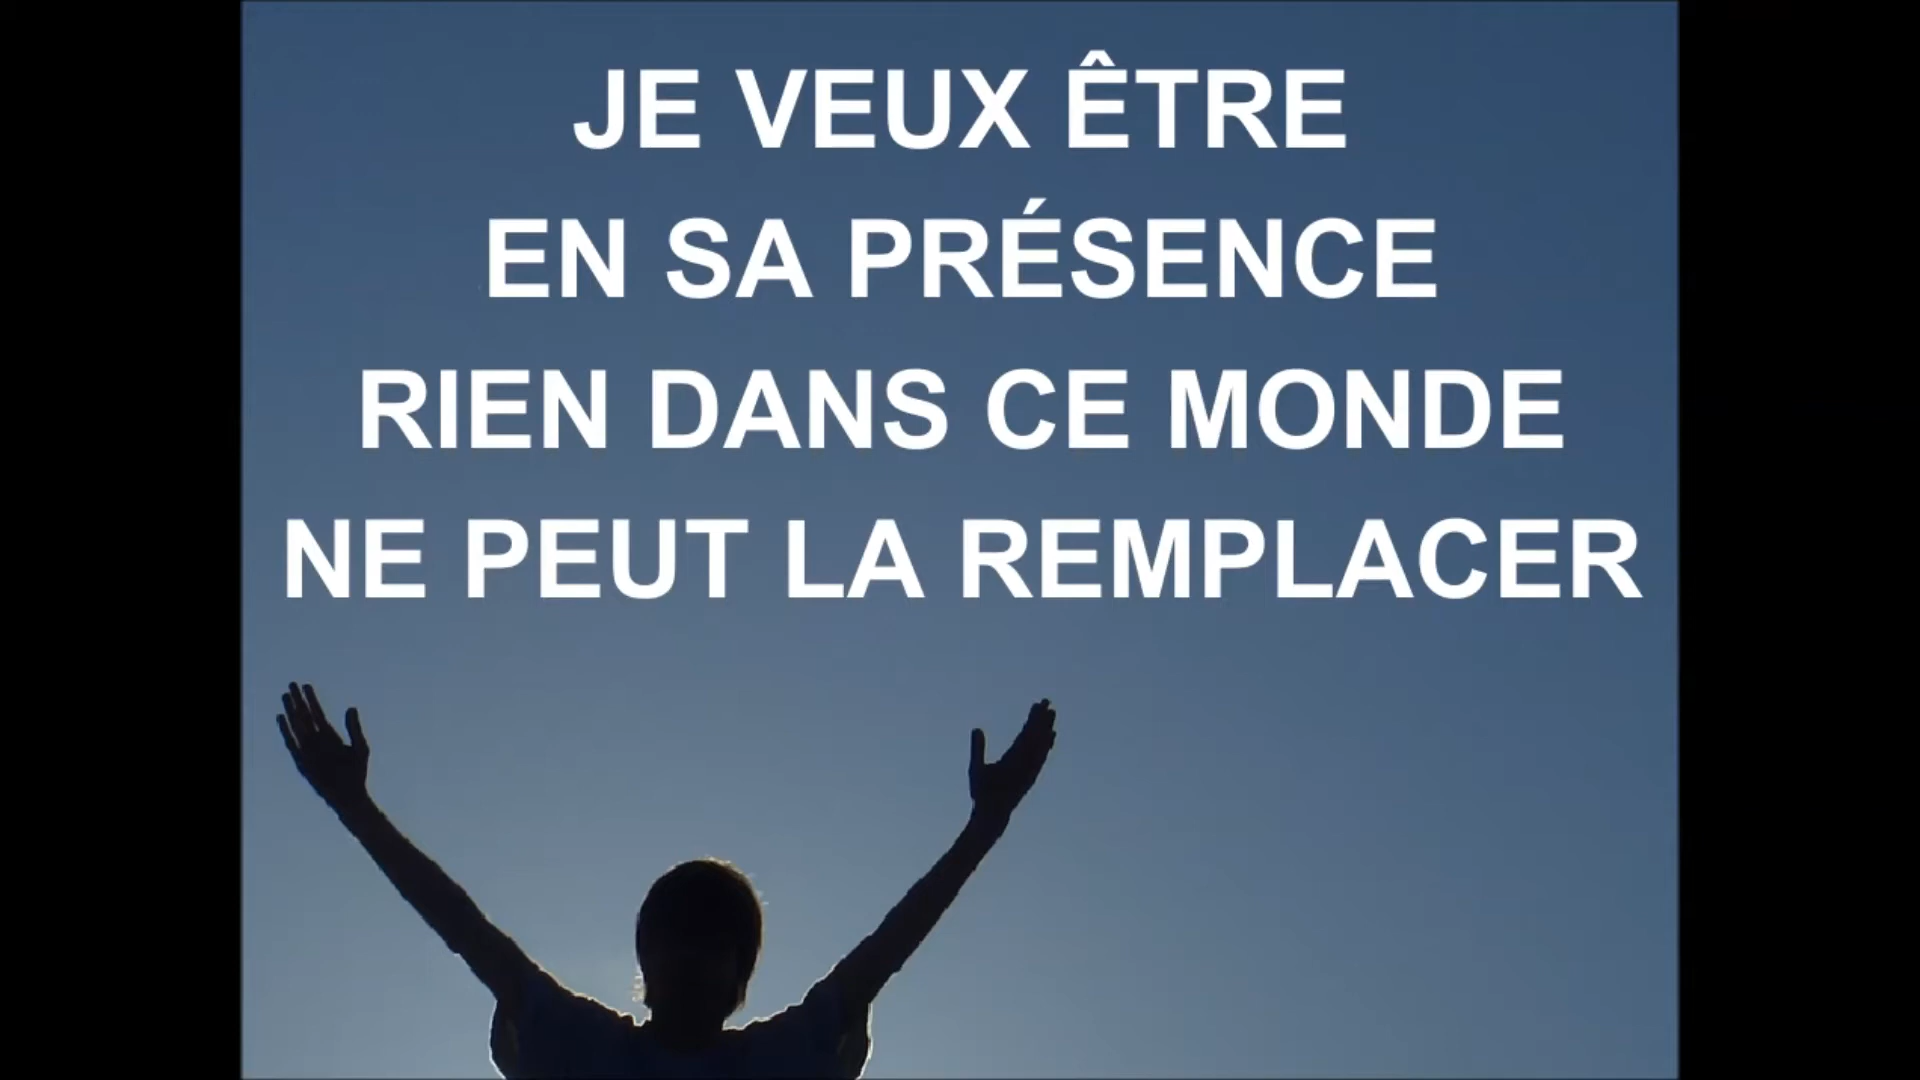 JE VEUX ÊTRE
EN SA PRÉSENCE
RIEN DANS CE MONDE
NE PEUT LA REMPLACER